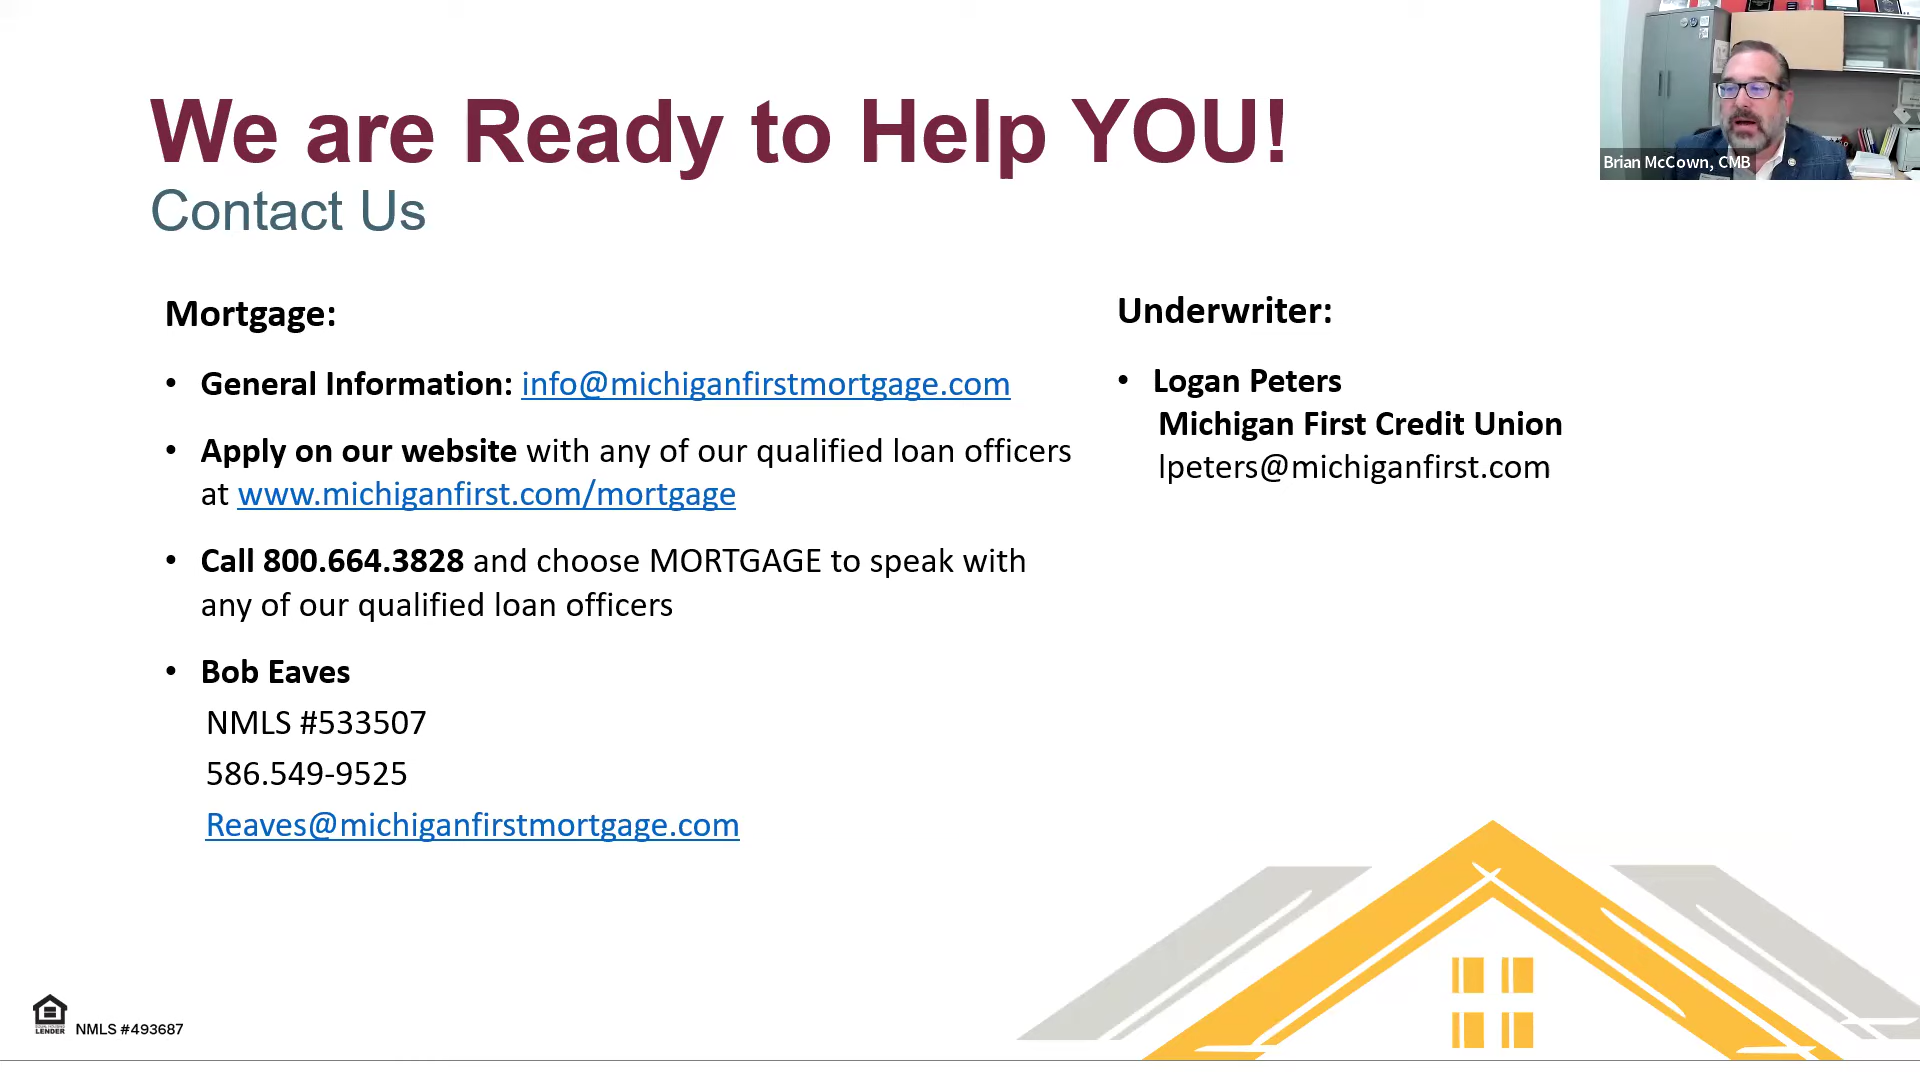 We are Ready to Help YOU!
Contact Us
Brian McCown, CMB
Mortgage:
• General Information: info@michiganfirstmortgage.com
• Apply on our website with any of our qualified loan officers
at www.michiganfirst.com/mortgage
• Call 800.664.3828 and choose MORTGAGE to speak with
any of our qualified loan officers
• Bob Eaves
NMLS #533507
586.549-9525
Reaves@michiganfirstmortgage.com
Underwriter:
• Logan Peters
Michigan First Credit Union
lpeters@michiganfirst.com
EQUAL HOUSING
LENDER
NMLS #493687